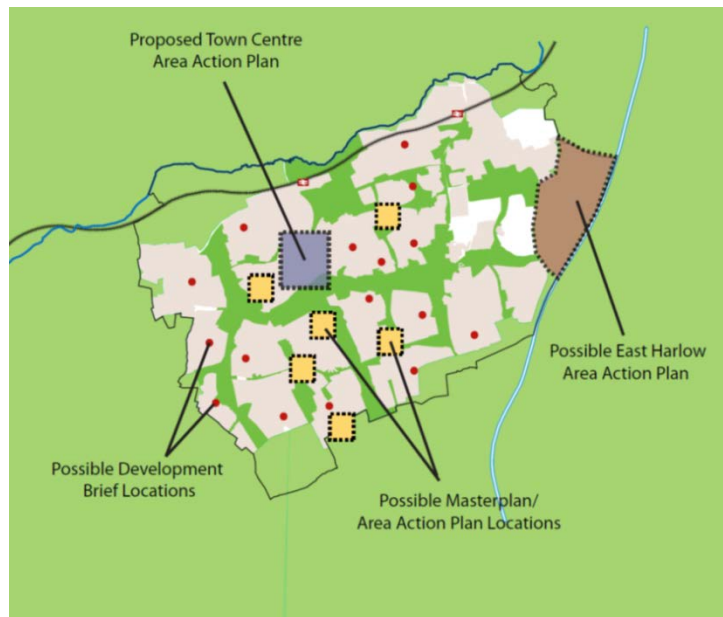 Proposed Town Centre
Area Action Plan
Possible East Harlow
Area Action Plan
Possible Development
Brief Locations
Possible Masterplan/
Area Action Plan Locations